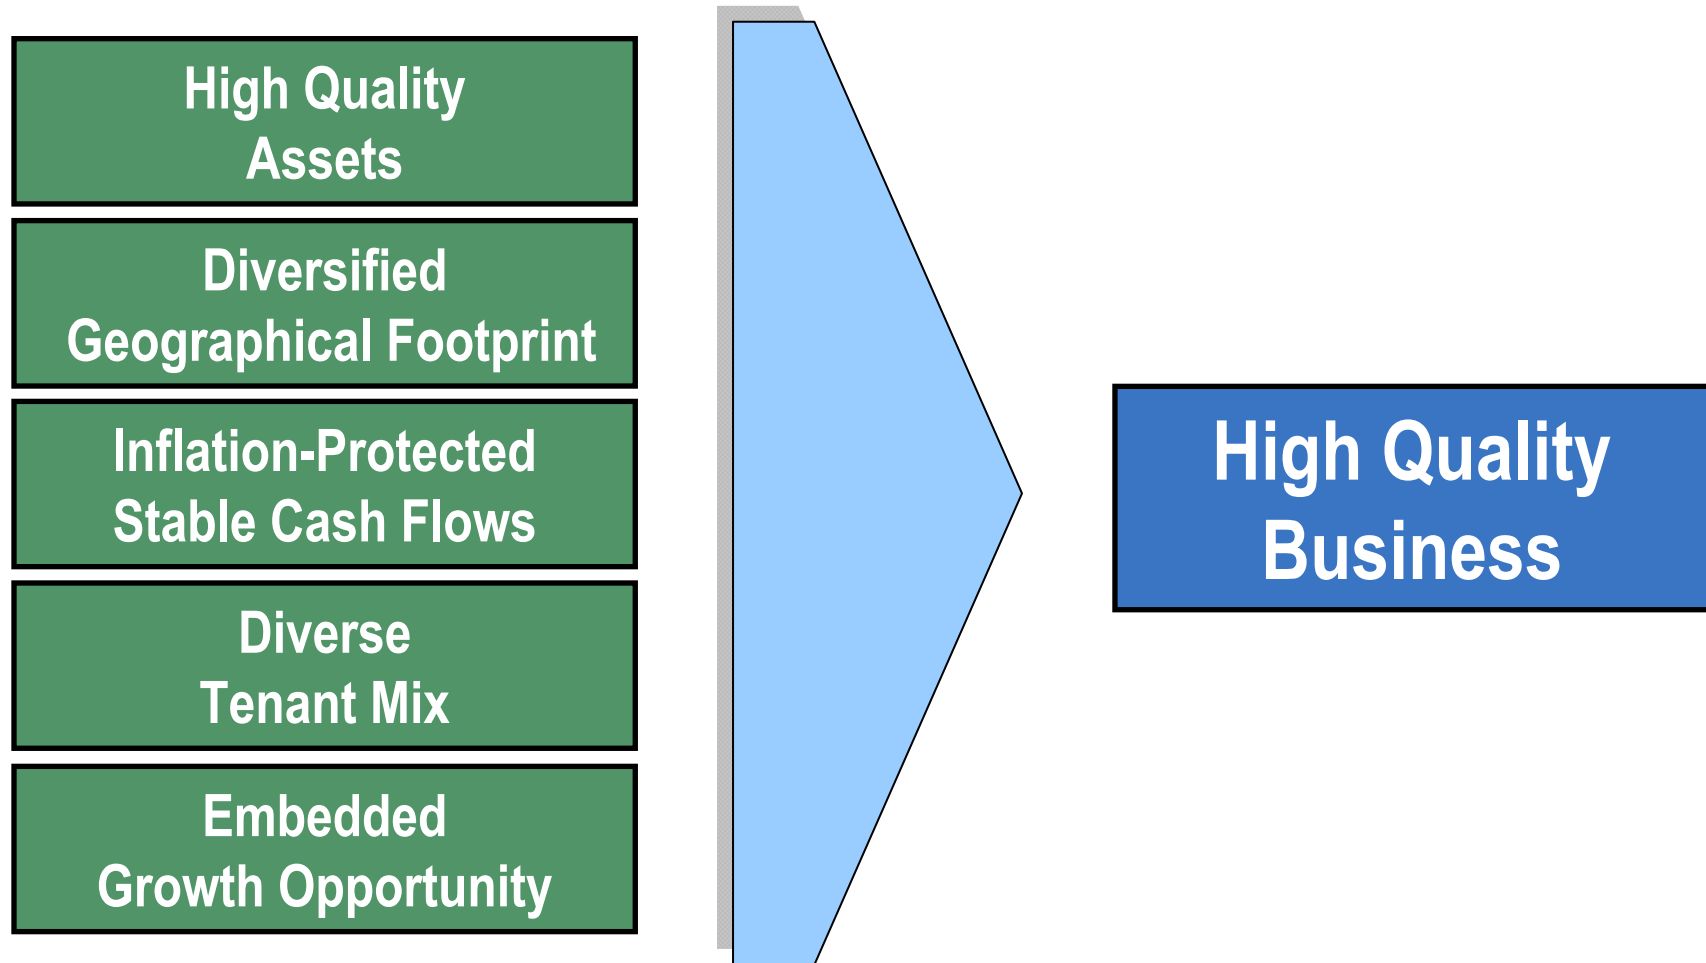 High Quality
Assets
Diversified
Geographical Footprint
Inflation-Protected
Stable Cash Flows
Diverse
Tenant Mix
Embedded
Growth Opportunity
High Quality
Business